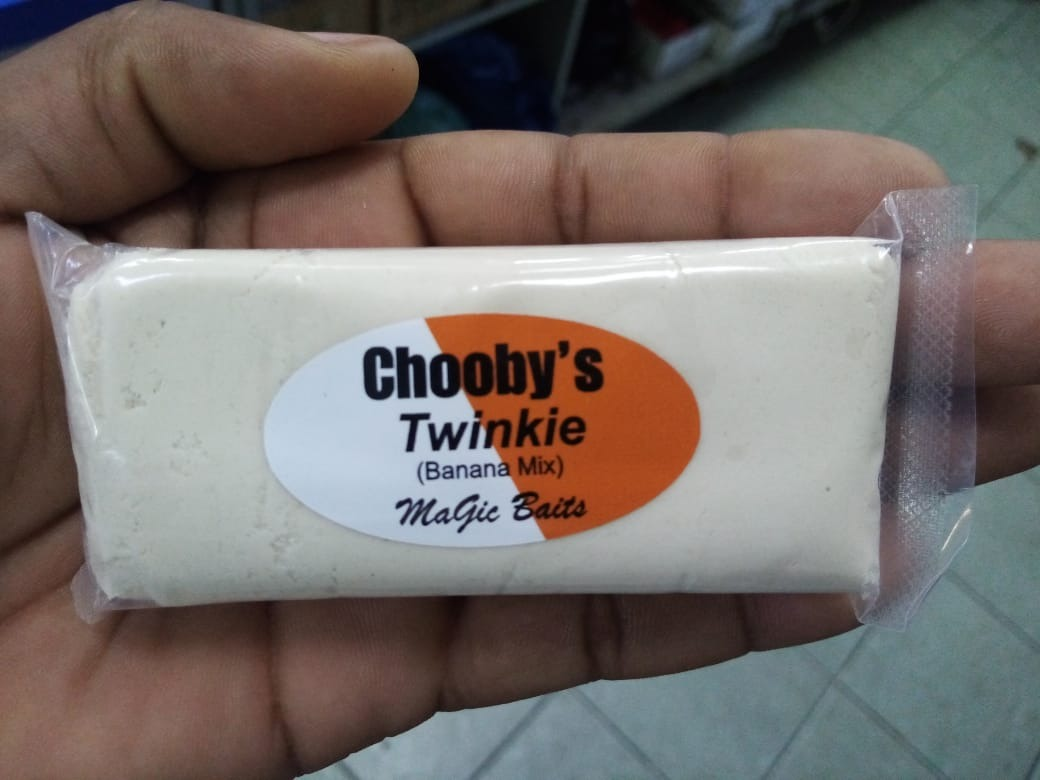 Chooby's
Twinkie
(Banana Mix)
MaGic Baits